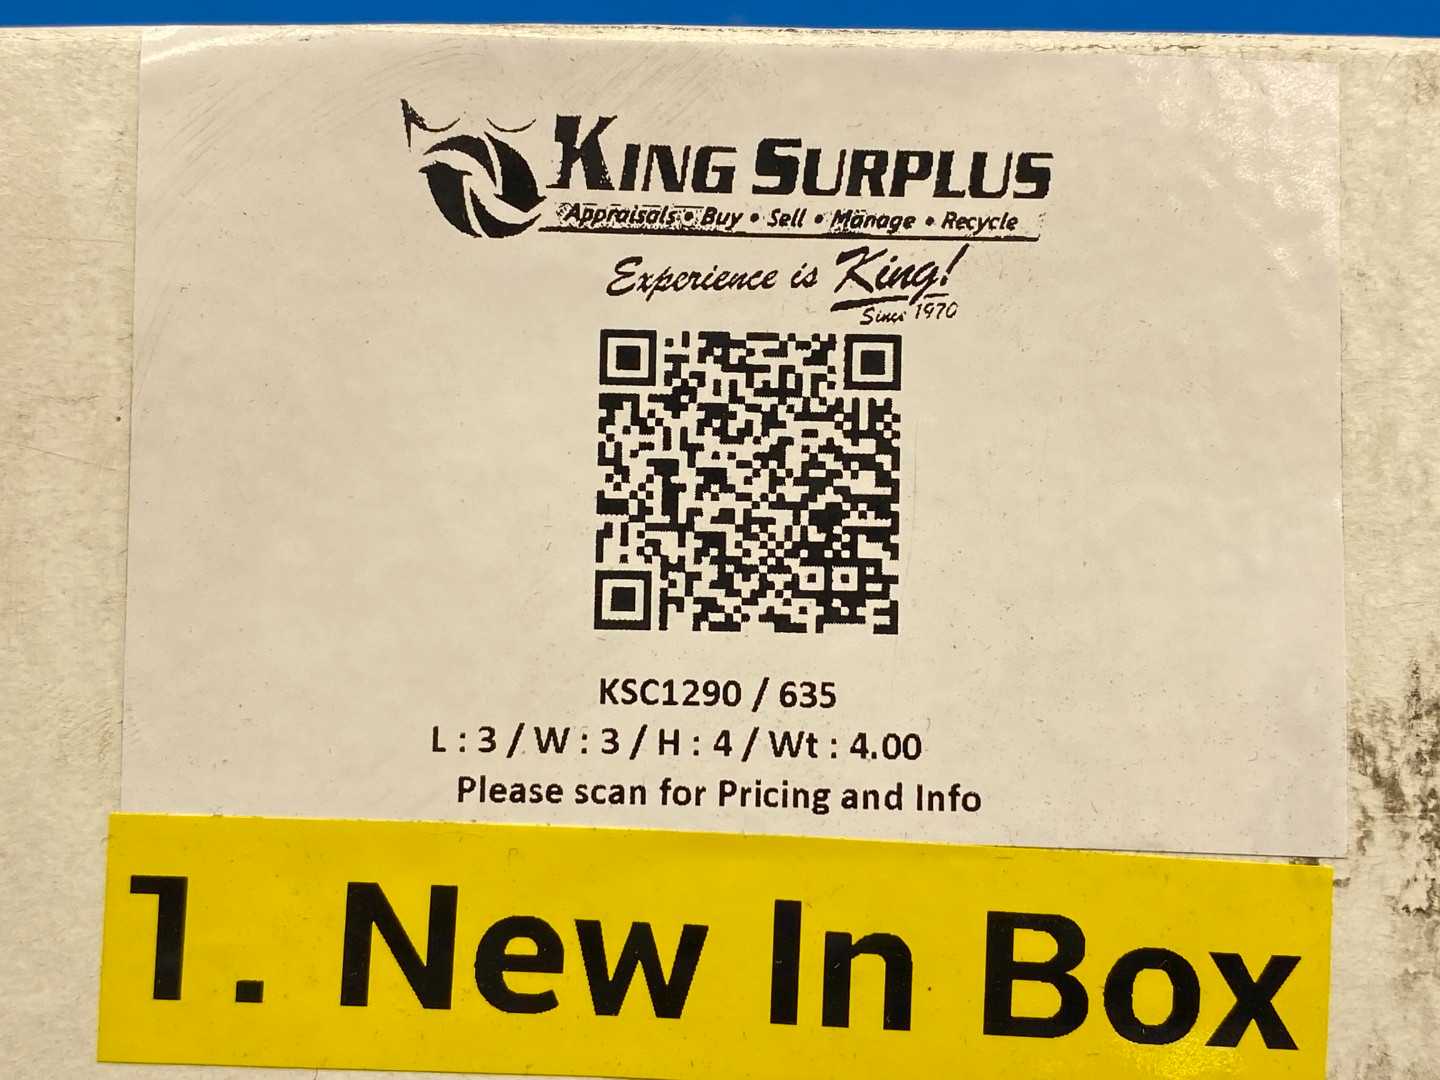 KING SURPLUS
Appraisals • Buy • Sell • Manage • Recycle
Experience is King!
Since 1970
KSC1290 / 635
L : 3 / W : 3 / H : 4 / Wt : 4.00
Please scan for Pricing and Info
1. New In Box